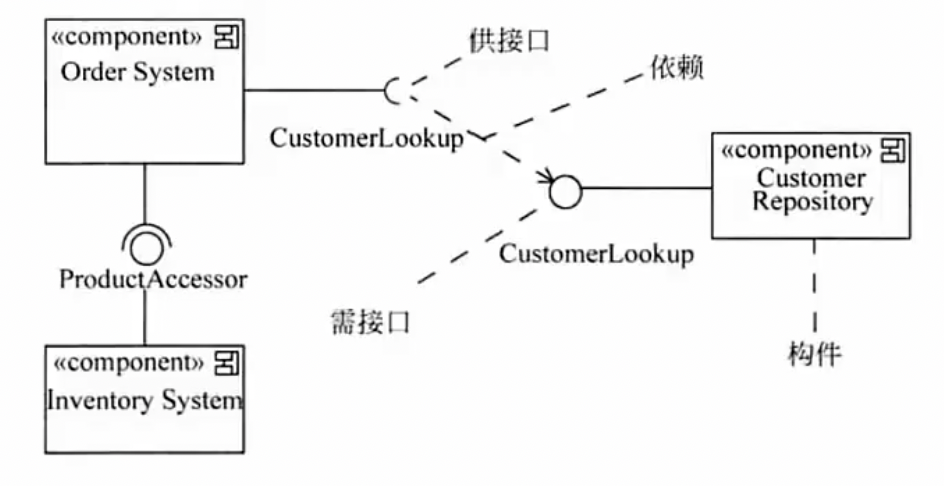 «component»
Order System
供接口
依赖
CustomerLookup
«component»
Customer
Repository
CustomerLookup
ProductAccessor
需接口
构件
«component»
Inventory System